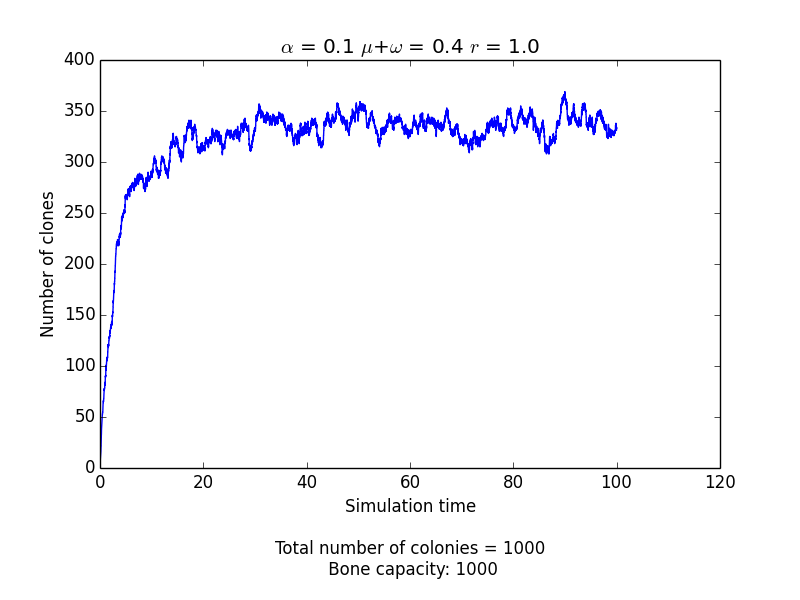 α = 0.1 μ+ω = 0.4 r = 1.0
400
350
300
250
200
150
100
50
0
Number of clones
0 20 40 60 80 100 120
Simulation time
Total number of colonies = 1000
Bone capacity: 1000